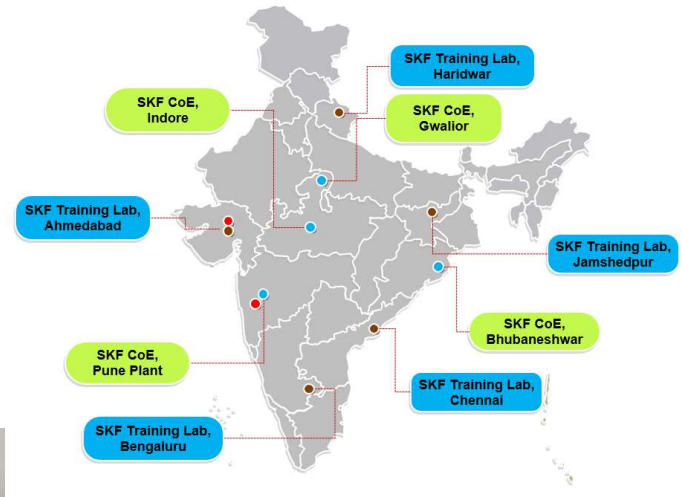 SKF Training Lab,
Haridwar
SKF CoE,
Indore
SKF CoE,
Gwalior
SKF Training Lab,
Ahmedabad
SKF Training Lab,
Jamshedpur
SKF CoE,
Bhubaneshwar
SKF CoE,
Pune Plant
SKF Training Lab,
Chennai
SKF Training Lab,
Bengaluru